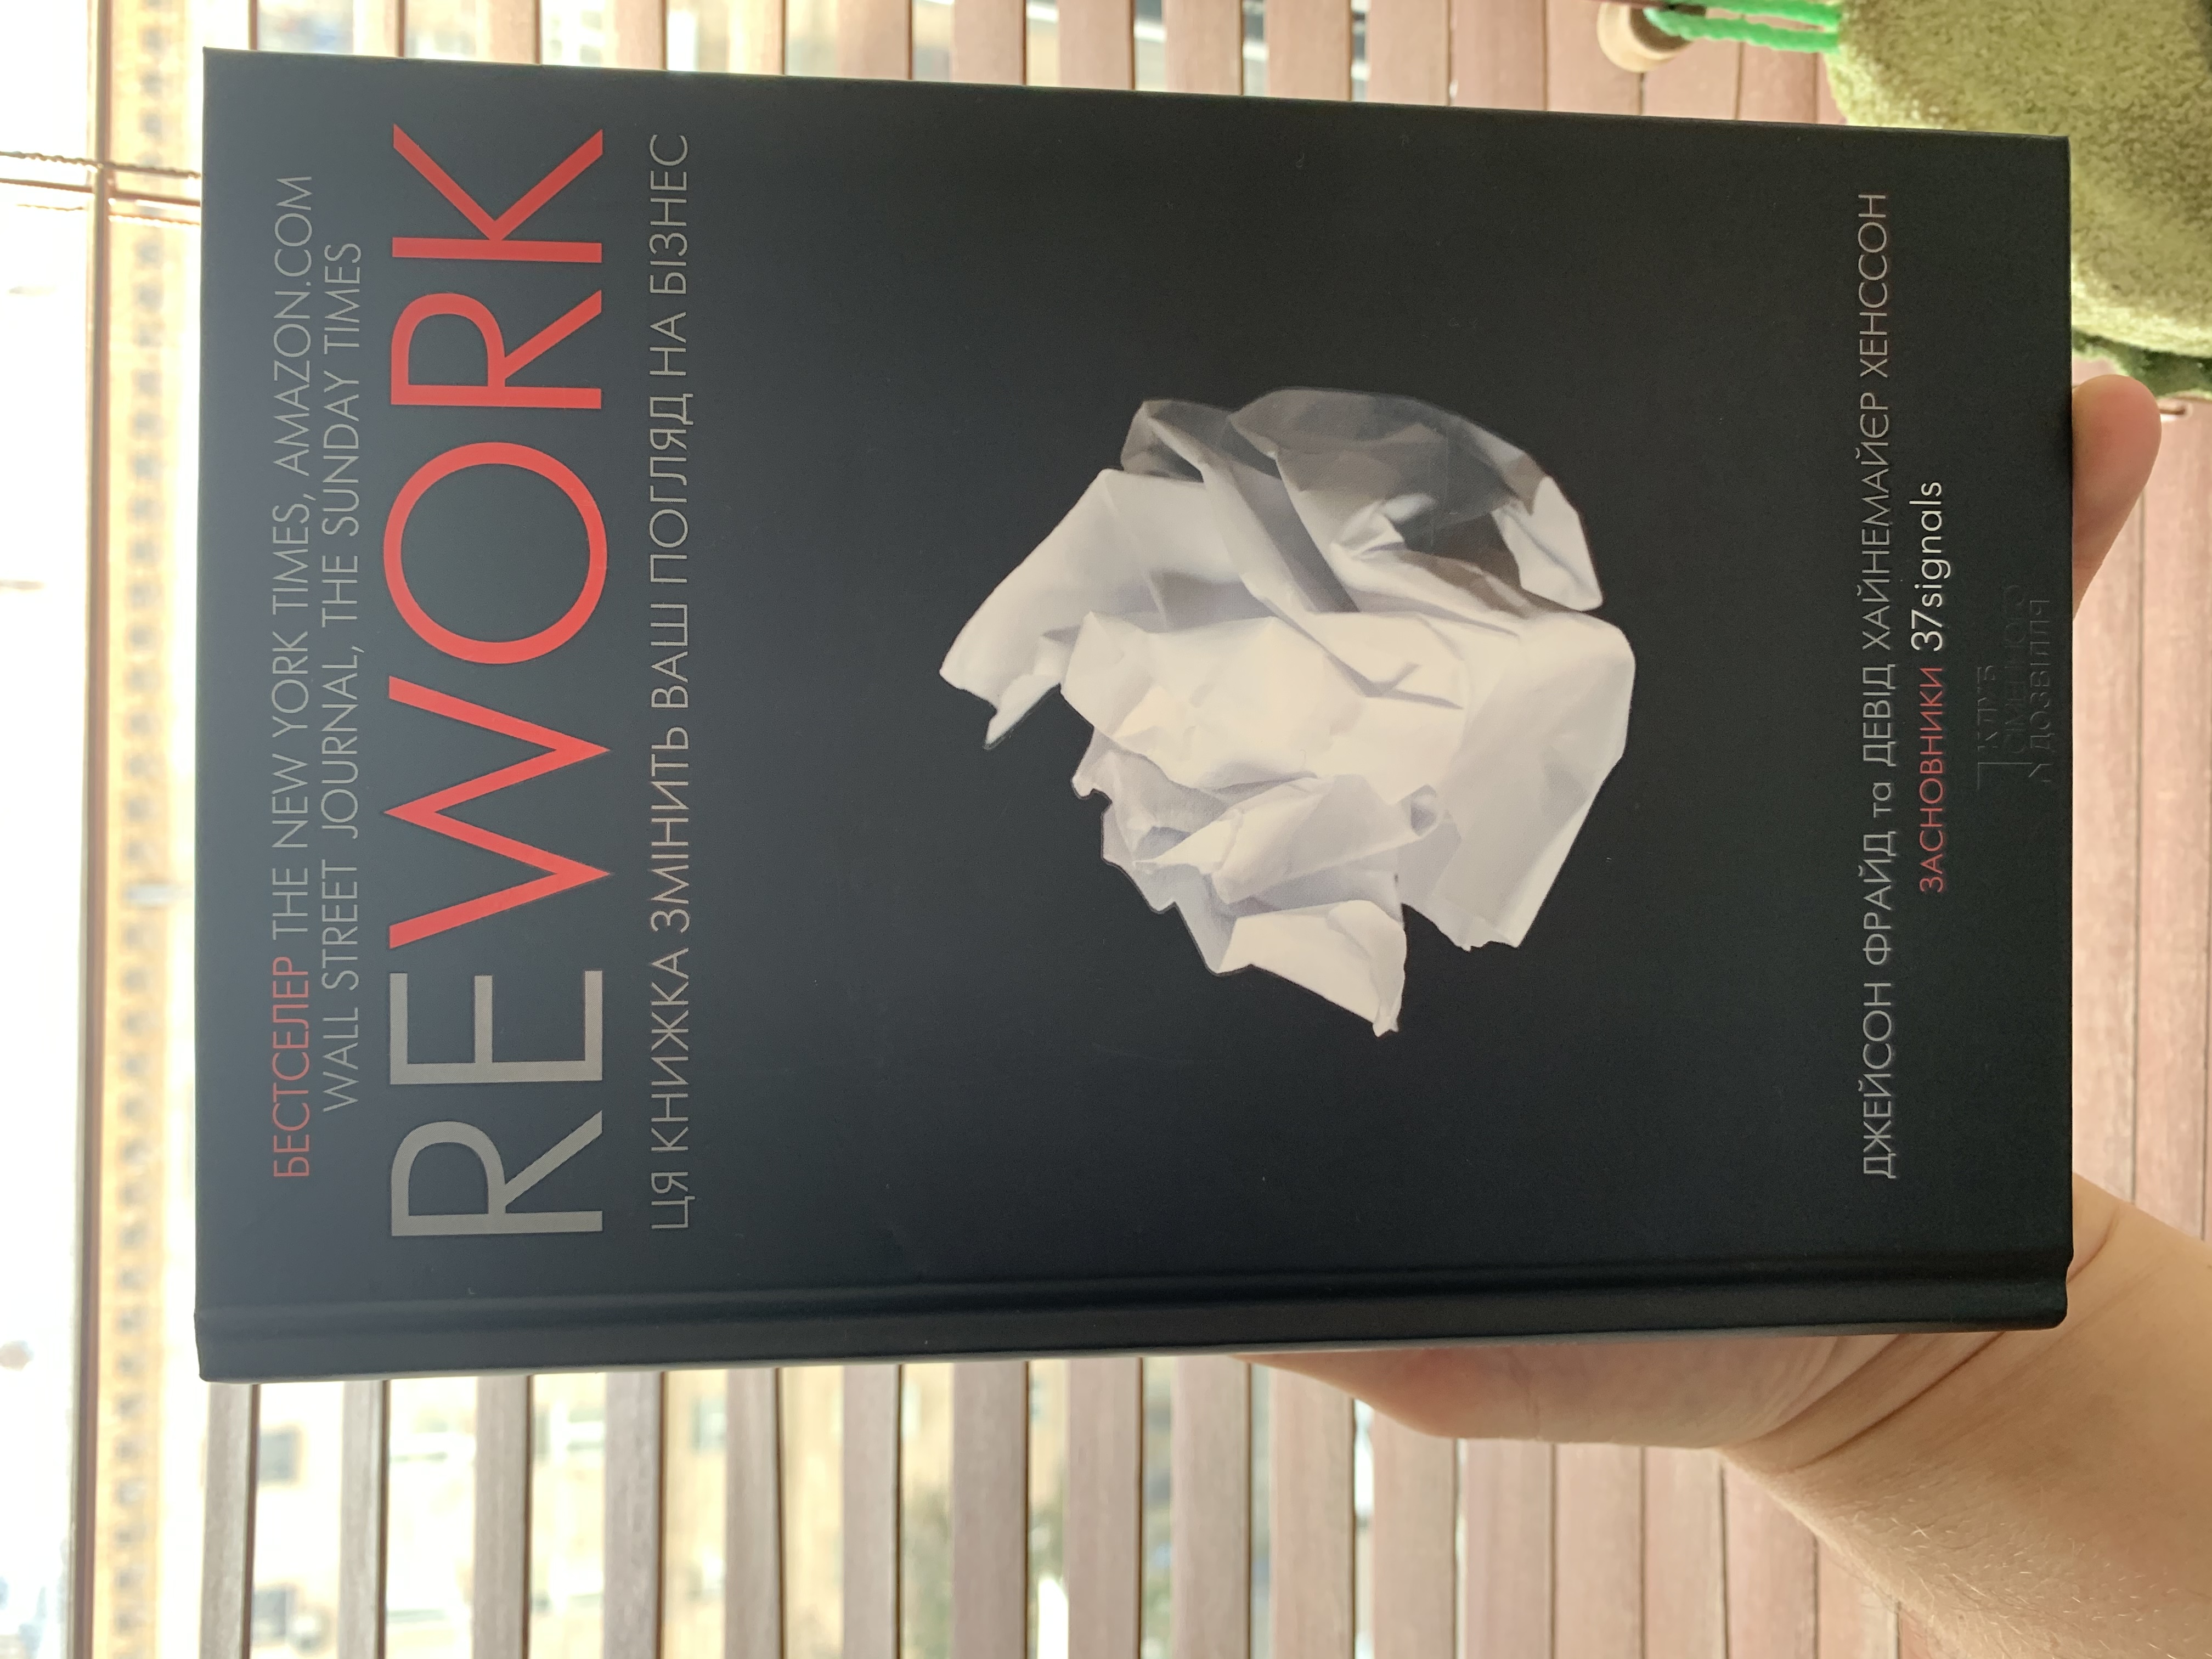 БЕСТСЕЛЕР THE NEW YORK TIMES, AMAZON.COM
WALL STREET JOURNAL, THE SUNDAY TIMES
REWORK
ЦЯ КНИЖКА ЗМІНИТЬ ВАШ ПОГЛЯД НА БІЗНЕС
ДЖЕЙСОН ФРАЙД та ДЕВІД ХАЙНЕМАЙЄР ХЕНССОН
ЗАСНОВНИКИ 37signals
КЛУБ
СІМЕЙНОГО
ДОЗВІЛЛЯ